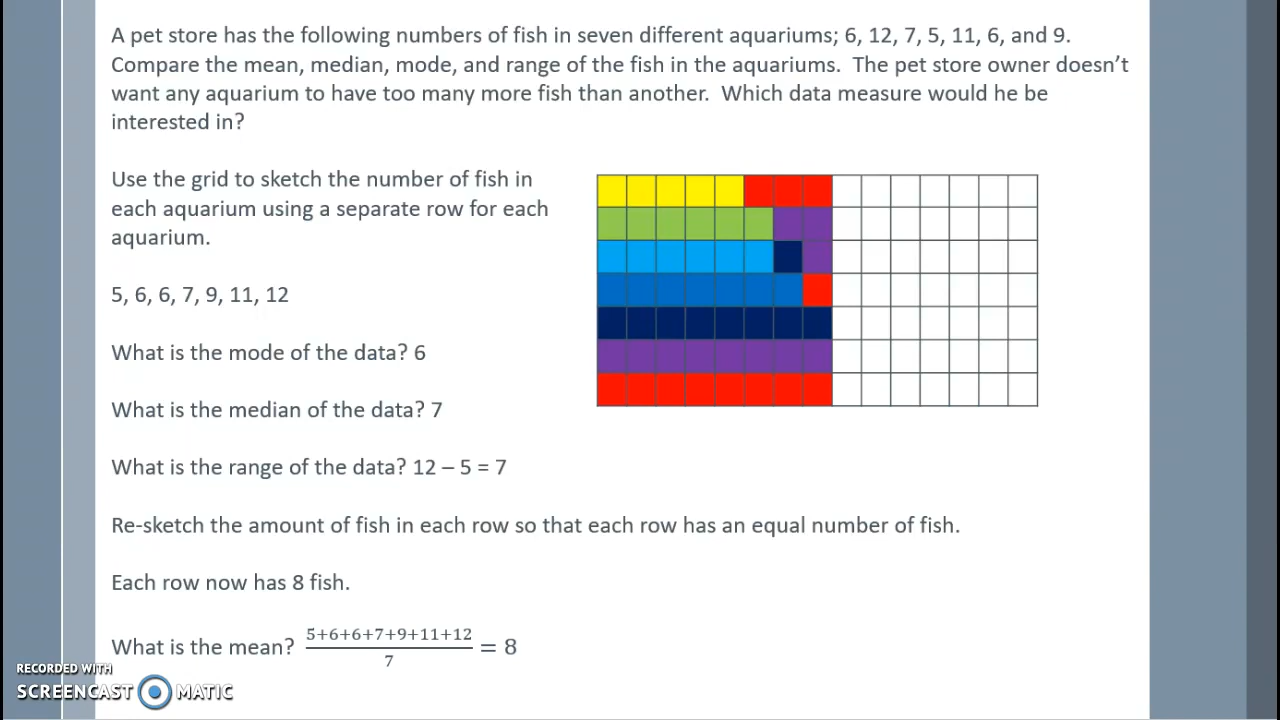 A pet store has the following numbers of fish in seven different aquariums; 6, 12, 7, 5, 11, 6, and 9.
Compare the mean, median, mode, and range of the fish in the aquariums.  The pet store owner doesn't
want any aquarium to have too many more fish than another.  Which data measure would he be
interested in?
Use the grid to sketch the number of fish in
each aquarium using a separate row for each
aquarium.
5, 6, 6, 7, 9, 11, 12
What is the mode of the data? 6
What is the median of the data? 7
What is the range of the data? 12 – 5 = 7
Re-sketch the amount of fish in each row so that each row has an equal number of fish.
Each row now has 8 fish.
What is the mean? 5+6+6+7+9+11+12 / 7 = 8
RECORDED WITH
SCREENCAST MATIC